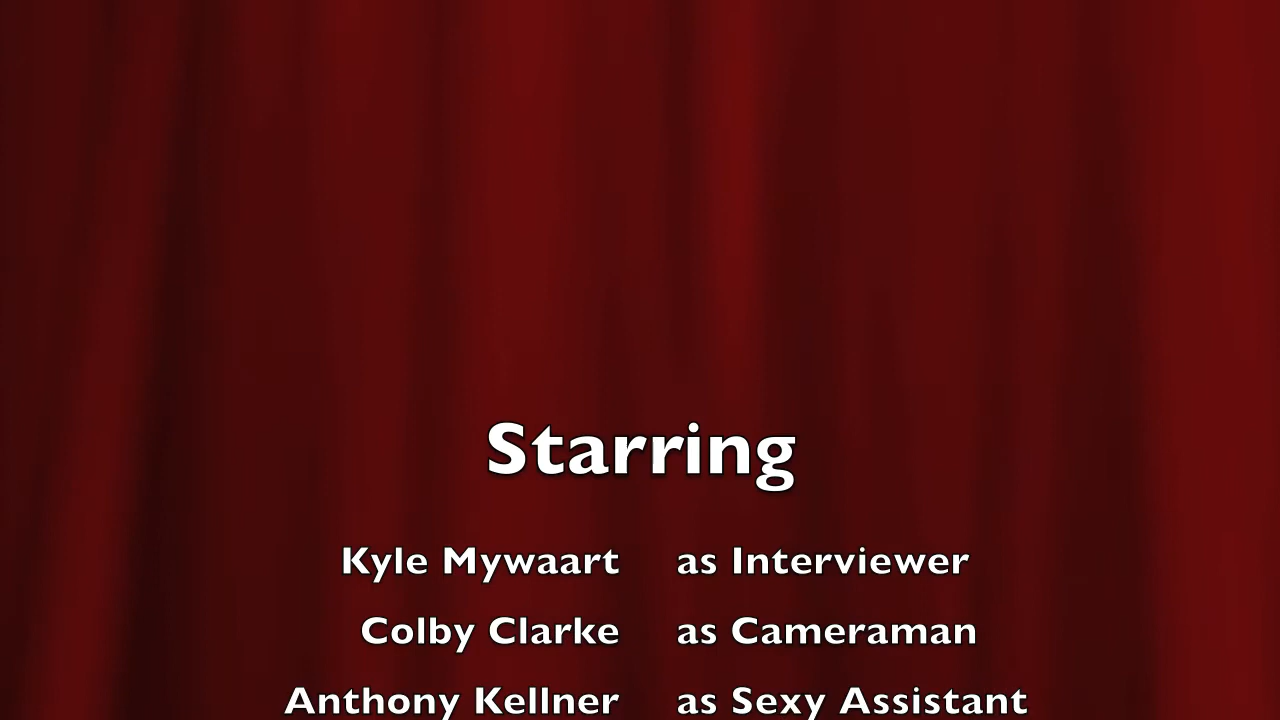 Starring
Kyle Mywaart as Interviewer
Colby Clarke as Cameraman
Anthony Kellner as Sexy Assistant